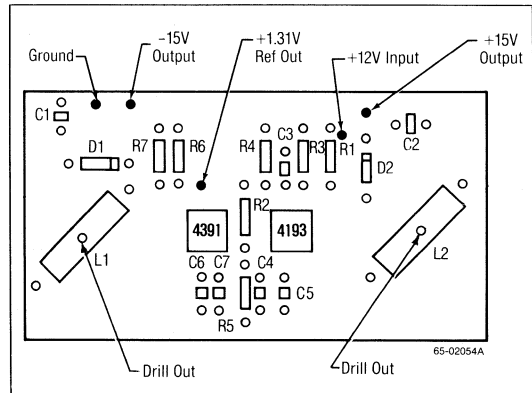 Ground
-15V
Output
+1.31V
Ref Out
+12V Input
+15V
Output
C1
D1
R7
R6
R4
C3
R3
R1
D2
C2
R2
4391
4193
L1
L2
C6
C7
C4
C5
R5
65-02054A
Drill Out
Drill Out